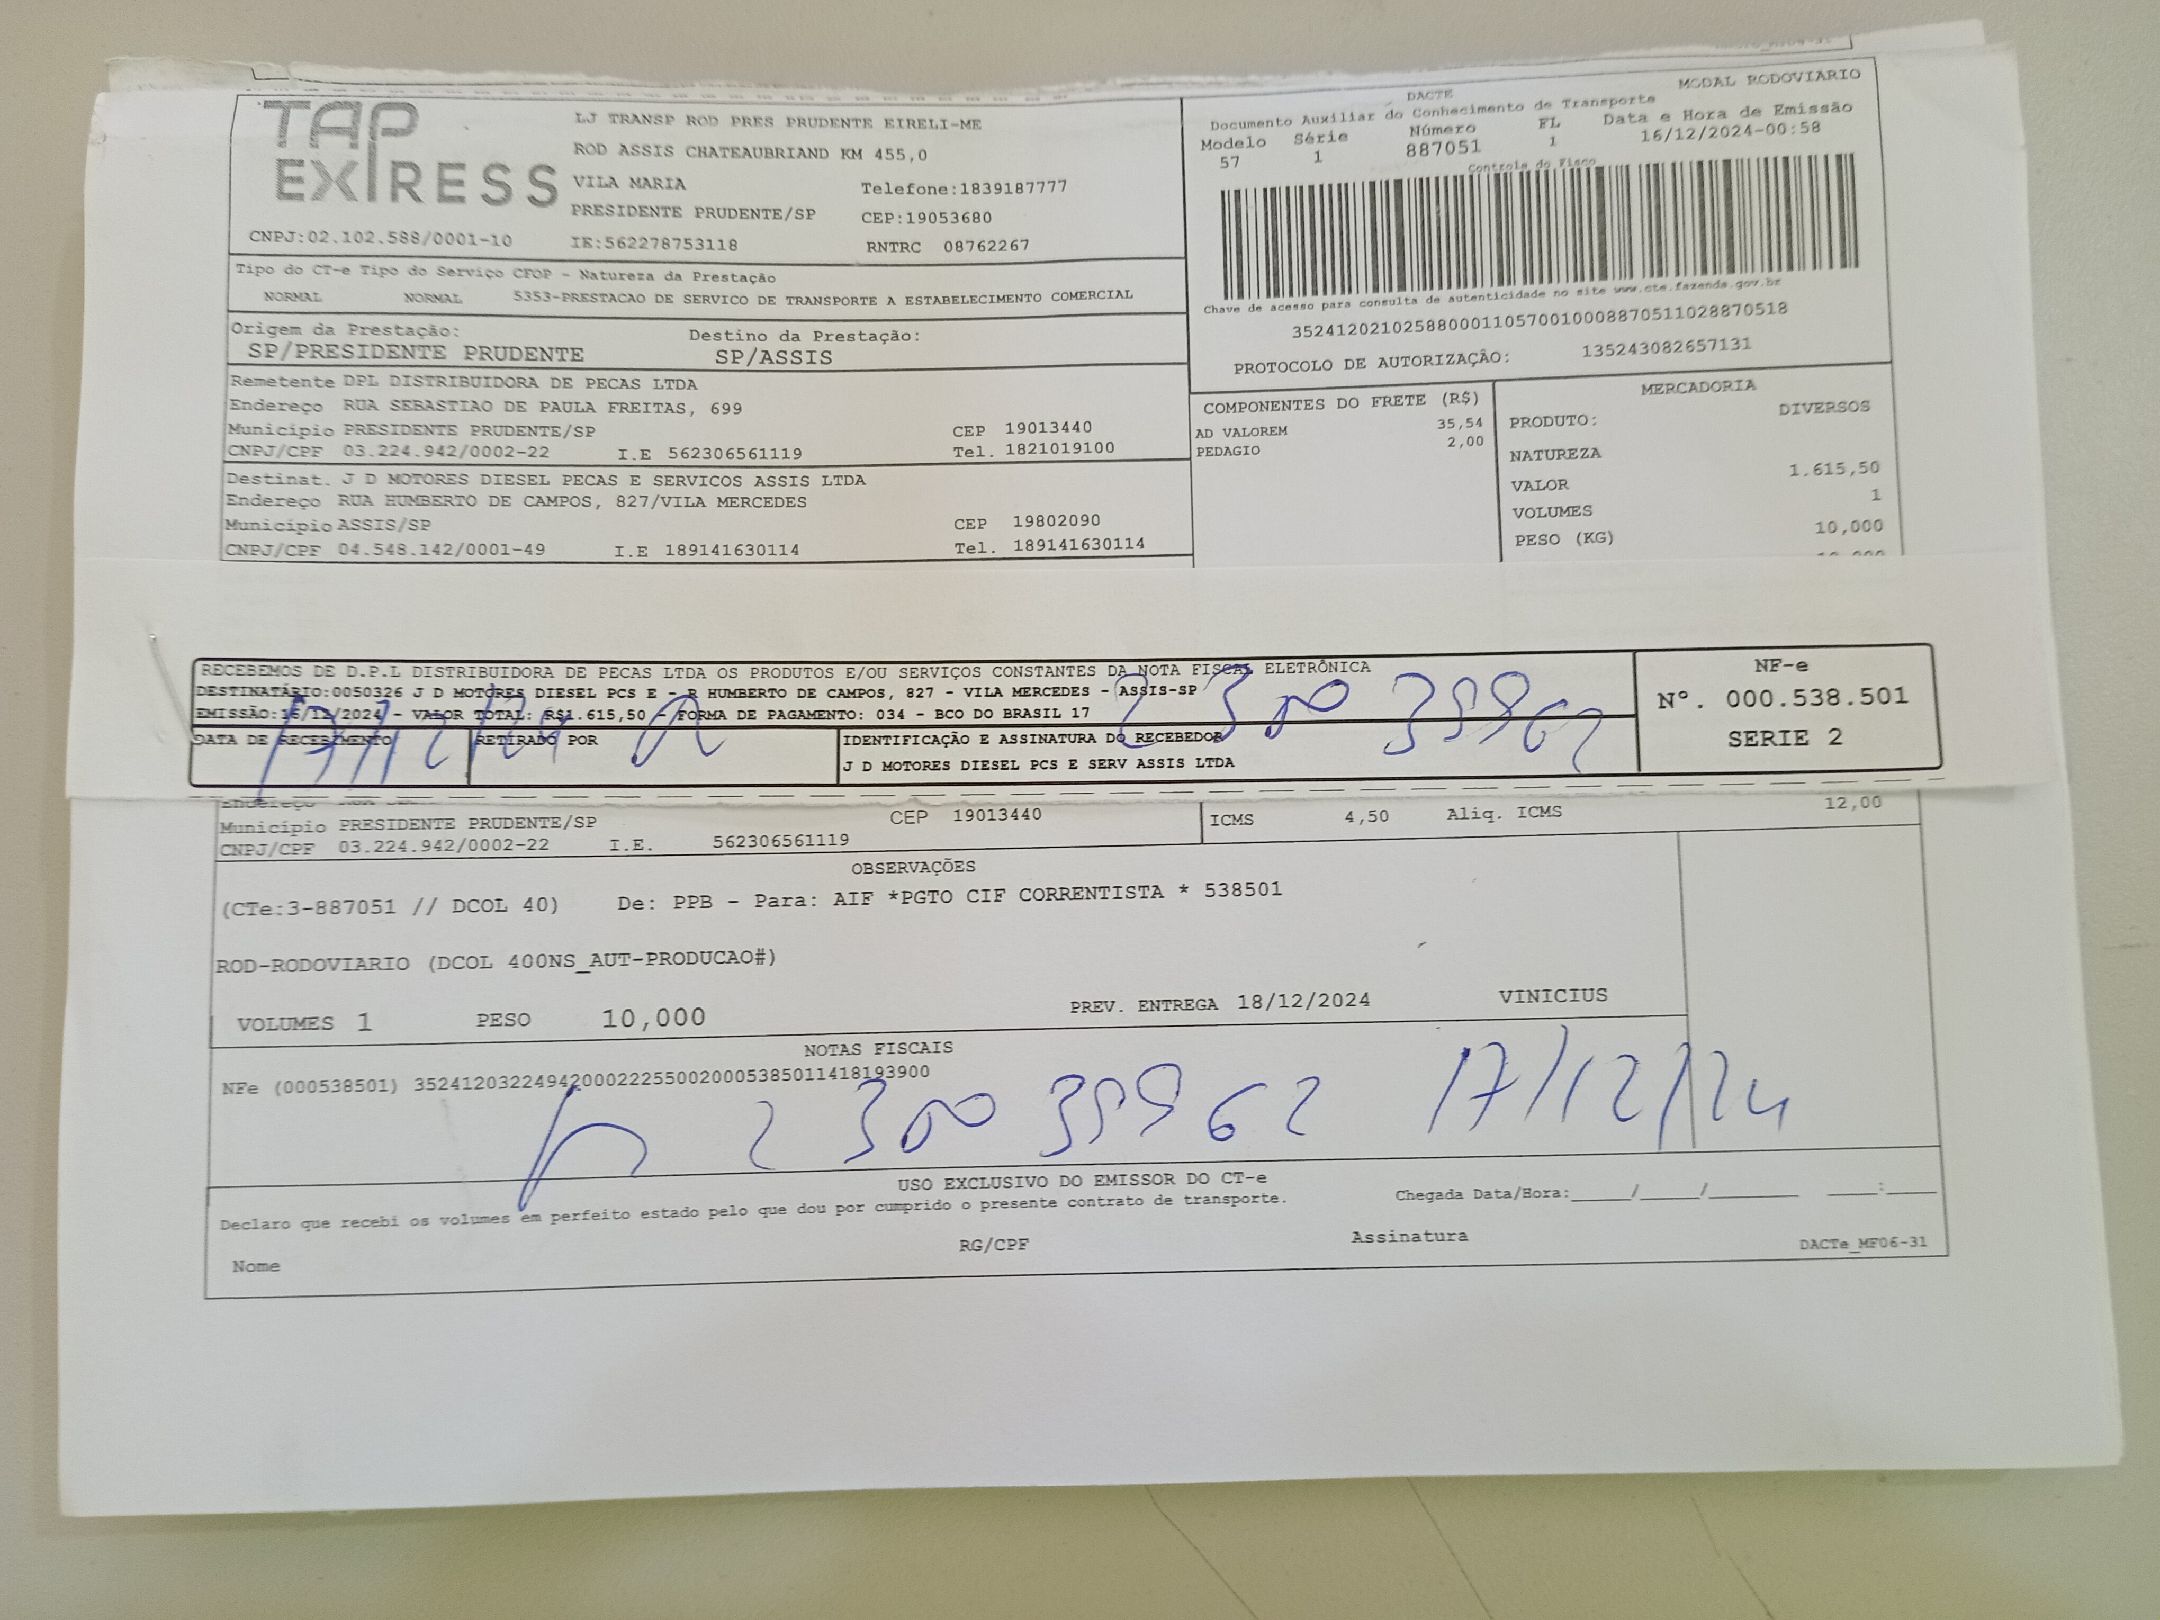 TAP
EXPRESS
LJ TRANSP ROD PRES PRUDENTE EIRELI-ME
ROD ASSIS CHATEAUBRIAND KM 455,0
VILA MARIA
Telefone:1839187777
PRESIDENTE PRUDENTE/SP CEP:19053680
CNPJ:02.102.588/0001-10 IE:562278753118 RNTRC 08762267
MODAL RODOVIARIO
DACTE
Documento Auxiliar do Conhecimento de Transporte
Modelo Série Número FL Data e Hora de Emissão
57 1 887051 1 16/12/2024-00:58
Controle do Fisco
Chave de acesso para consulta de autenticidade no site www.cte.fazenda.gov.br
35241202102588000110570010008870511028870518
PROTOCOLO DE AUTORIZAÇÃO: 135243082657131
Tipo do CT-e Tipo do Serviço CFOP - Natureza da Prestação
NORMAL NORMAL 5353-PRESTACAO DE SERVICO DE TRANSPORTE A ESTABELECIMENTO COMERCIAL
Origem da Prestação: Destino da Prestação:
SP/PRESIDENTE PRUDENTE SP/ASSIS
Remetente DPL DISTRIBUIDORA DE PECAS LTDA
Endereço RUA SEBASTIAO DE PAULA FREITAS, 699
Município PRESIDENTE PRUDENTE/SP CEP 19013440
CNPJ/CPF 03.224.942/0002-22 I.E 562306561119 Tel. 1821019100
Destinat. J D MOTORES DIESEL PECAS E SERVICOS ASSIS LTDA
Endereço RUA HUMBERTO DE CAMPOS, 827/VILA MERCEDES
Município ASSIS/SP CEP 19802090
CNPJ/CPF 04.548.142/0001-49 I.E 189141630114 Tel. 189141630114
COMPONENTES DO FRETE (R$)
AD VALOREM 35,54
PEDAGIO 2,00
MERCADORIA
PRODUTO: DIVERSOS
NATUREZA
VALOR 1.615,50
VOLUMES 1
PESO (KG) 10,000
RECEBEMOS DE D.P.L DISTRIBUIDORA DE PECAS LTDA OS PRODUTOS E/OU SERVIÇOS CONSTANTES DA NOTA FISCAL ELETRÔNICA
DESTINATÁRIO:0050326 J D MOTORES DIESEL PCS E - R HUMBERTO DE CAMPOS, 827 - VILA MERCEDES - ASSIS-SP
EMISSÃO:16/12/2024 - VALOR TOTAL: R$1.615,50 - FORMA DE PAGAMENTO: 034 - BCO DO BRASIL 17
DATA DE RECEBIMENTO RETIRADO POR IDENTIFICAÇÃO E ASSINATURA DO RECEBEDOR
J D MOTORES DIESEL PCS E SERV ASSIS LTDA
17/12/24
NF-e
Nº. 000.538.501
SERIE 2
Endereço
Município PRESIDENTE PRUDENTE/SP CEP 19013440
CNPJ/CPF 03.224.942/0002-22 I.E. 562306561119
ICMS 4,50 Aliq. ICMS 12,00
OBSERVAÇÕES
(CTe:3-887051 // DCOL 40) De: PPB - Para: AIF *PGTO CIF CORRENTISTA * 538501
ROD-RODOVIARIO (DCOL 400NS_AUT-PRODUCAO#)
VOLUMES 1 PESO 10,000 PREV. ENTREGA 18/12/2024 VINICIUS
NOTAS FISCAIS
NFe (000538501) 35241203224942000222550020005385011418193900
17/12/24
USO EXCLUSIVO DO EMISSOR DO CT-e
Declaro que recebi os volumes em perfeito estado pelo que dou por cumprido o presente contrato de transporte.
Chegada Data/Hora:____/____/______ ____:____
Nome RG/CPF Assinatura DACTe_MF06-31